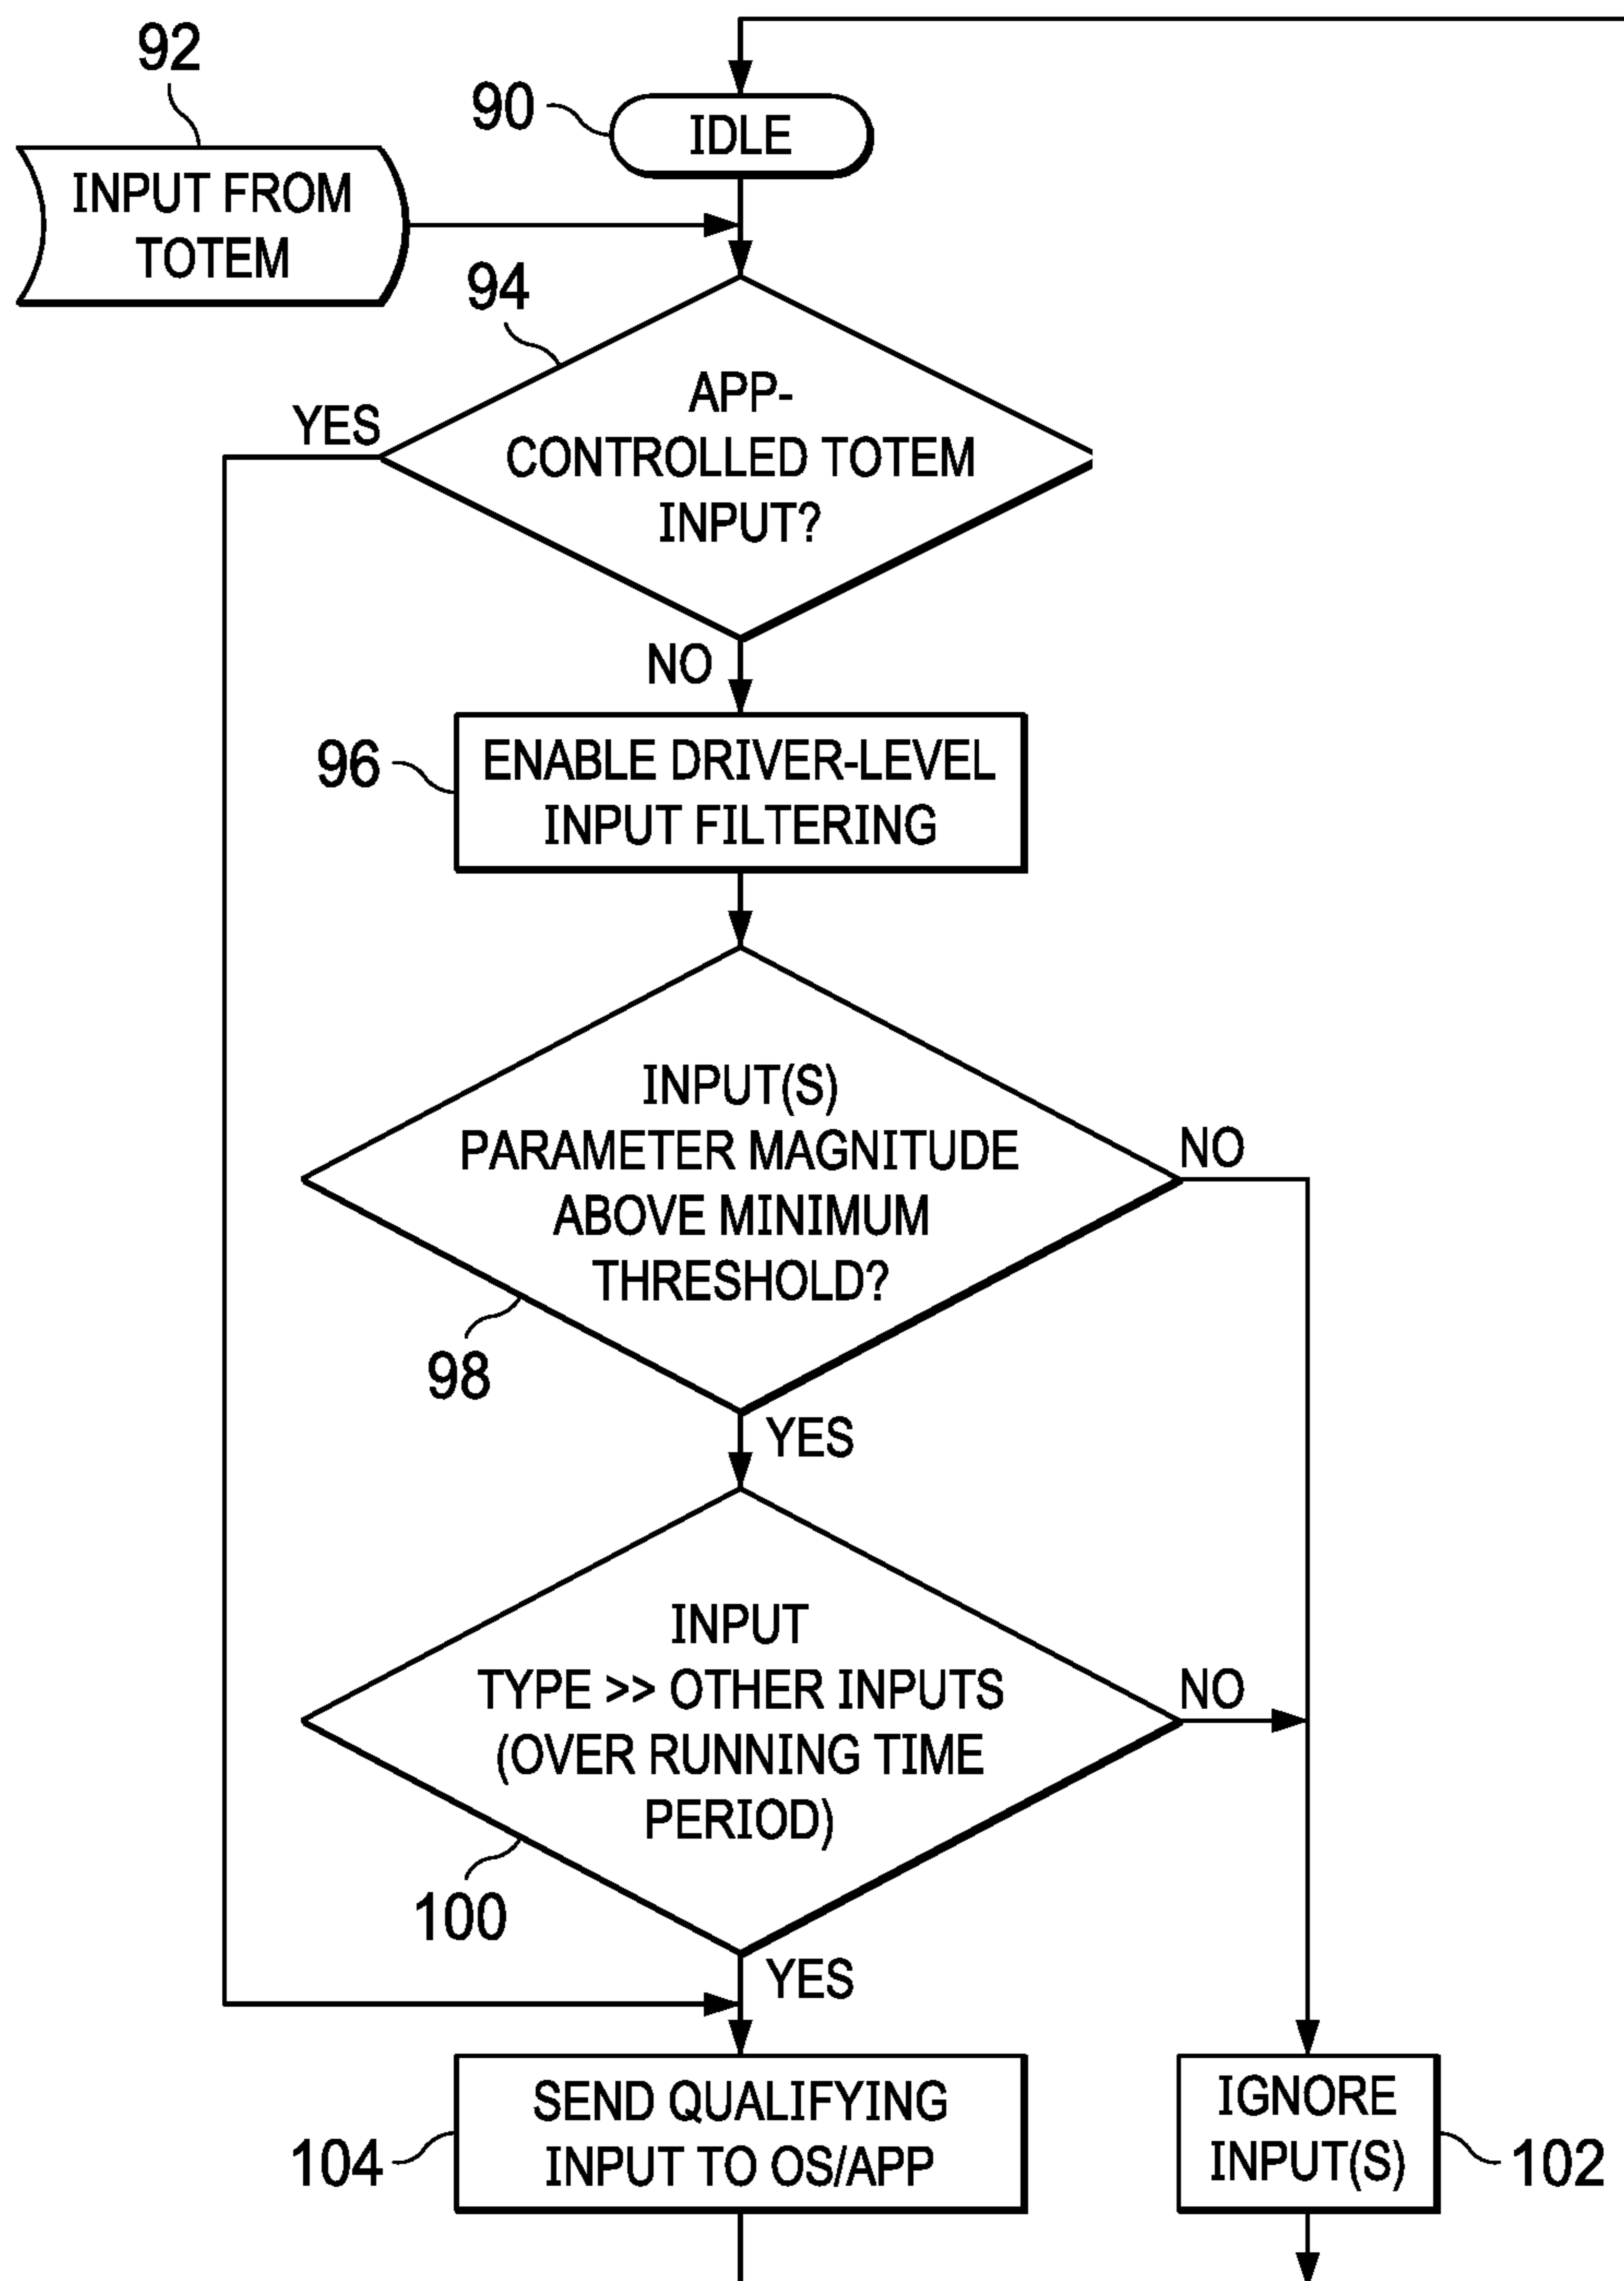 92
90
IDLE
INPUT FROM
TOTEM
94
APP-
YES
CONTROLLED TOTEM
INPUT?
NO
96
ENABLE DRIVER-LEVEL
INPUT FILTERING
INPUT(S)
PARAMETER MAGNITUDE
NO
ABOVE MINIMUM
THRESHOLD?
98
YES
INPUT
TYPE >> OTHER INPUTS
NO
(OVER RUNNING TIME
PERIOD)
100
YES
SEND QUALIFYING
INPUT TO OS/APP
104
IGNORE
INPUT(S)
102